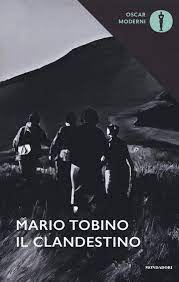 OSCAR
MODERNI
MARIO TOBINO
IL CLANDESTINO
MONDADORI